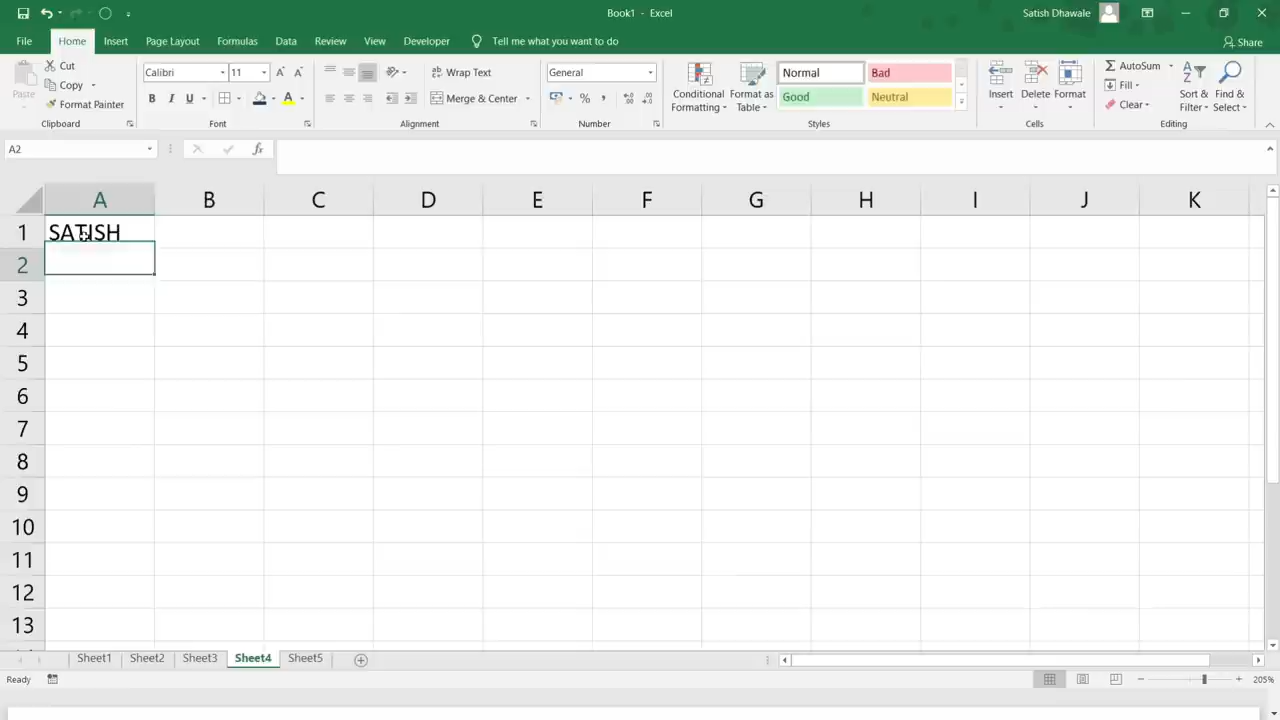 Book1 - Excel
Satish Dhawale
File Home Insert Page Layout Formulas Data Review View Developer Tell me what you want to do Share
Paste
Cut
Copy
Format Painter
Clipboard
Calibri 11
B I U
Font
Wrap Text
Merge & Center
Alignment
General
%
Number
Conditional Formatting
Format as Table
Normal Bad
Good Neutral
Styles
Insert Delete Format
Cells
AutoSum
Fill
Clear
Sort & Filter
Find & Select
Editing
A2 fx
A B C D E F G H I J K
1 SATISH
2
3
4
5
6
7
8
9
10
11
12
13
Sheet1 Sheet2 Sheet3 Sheet4 Sheet5
Ready 205%